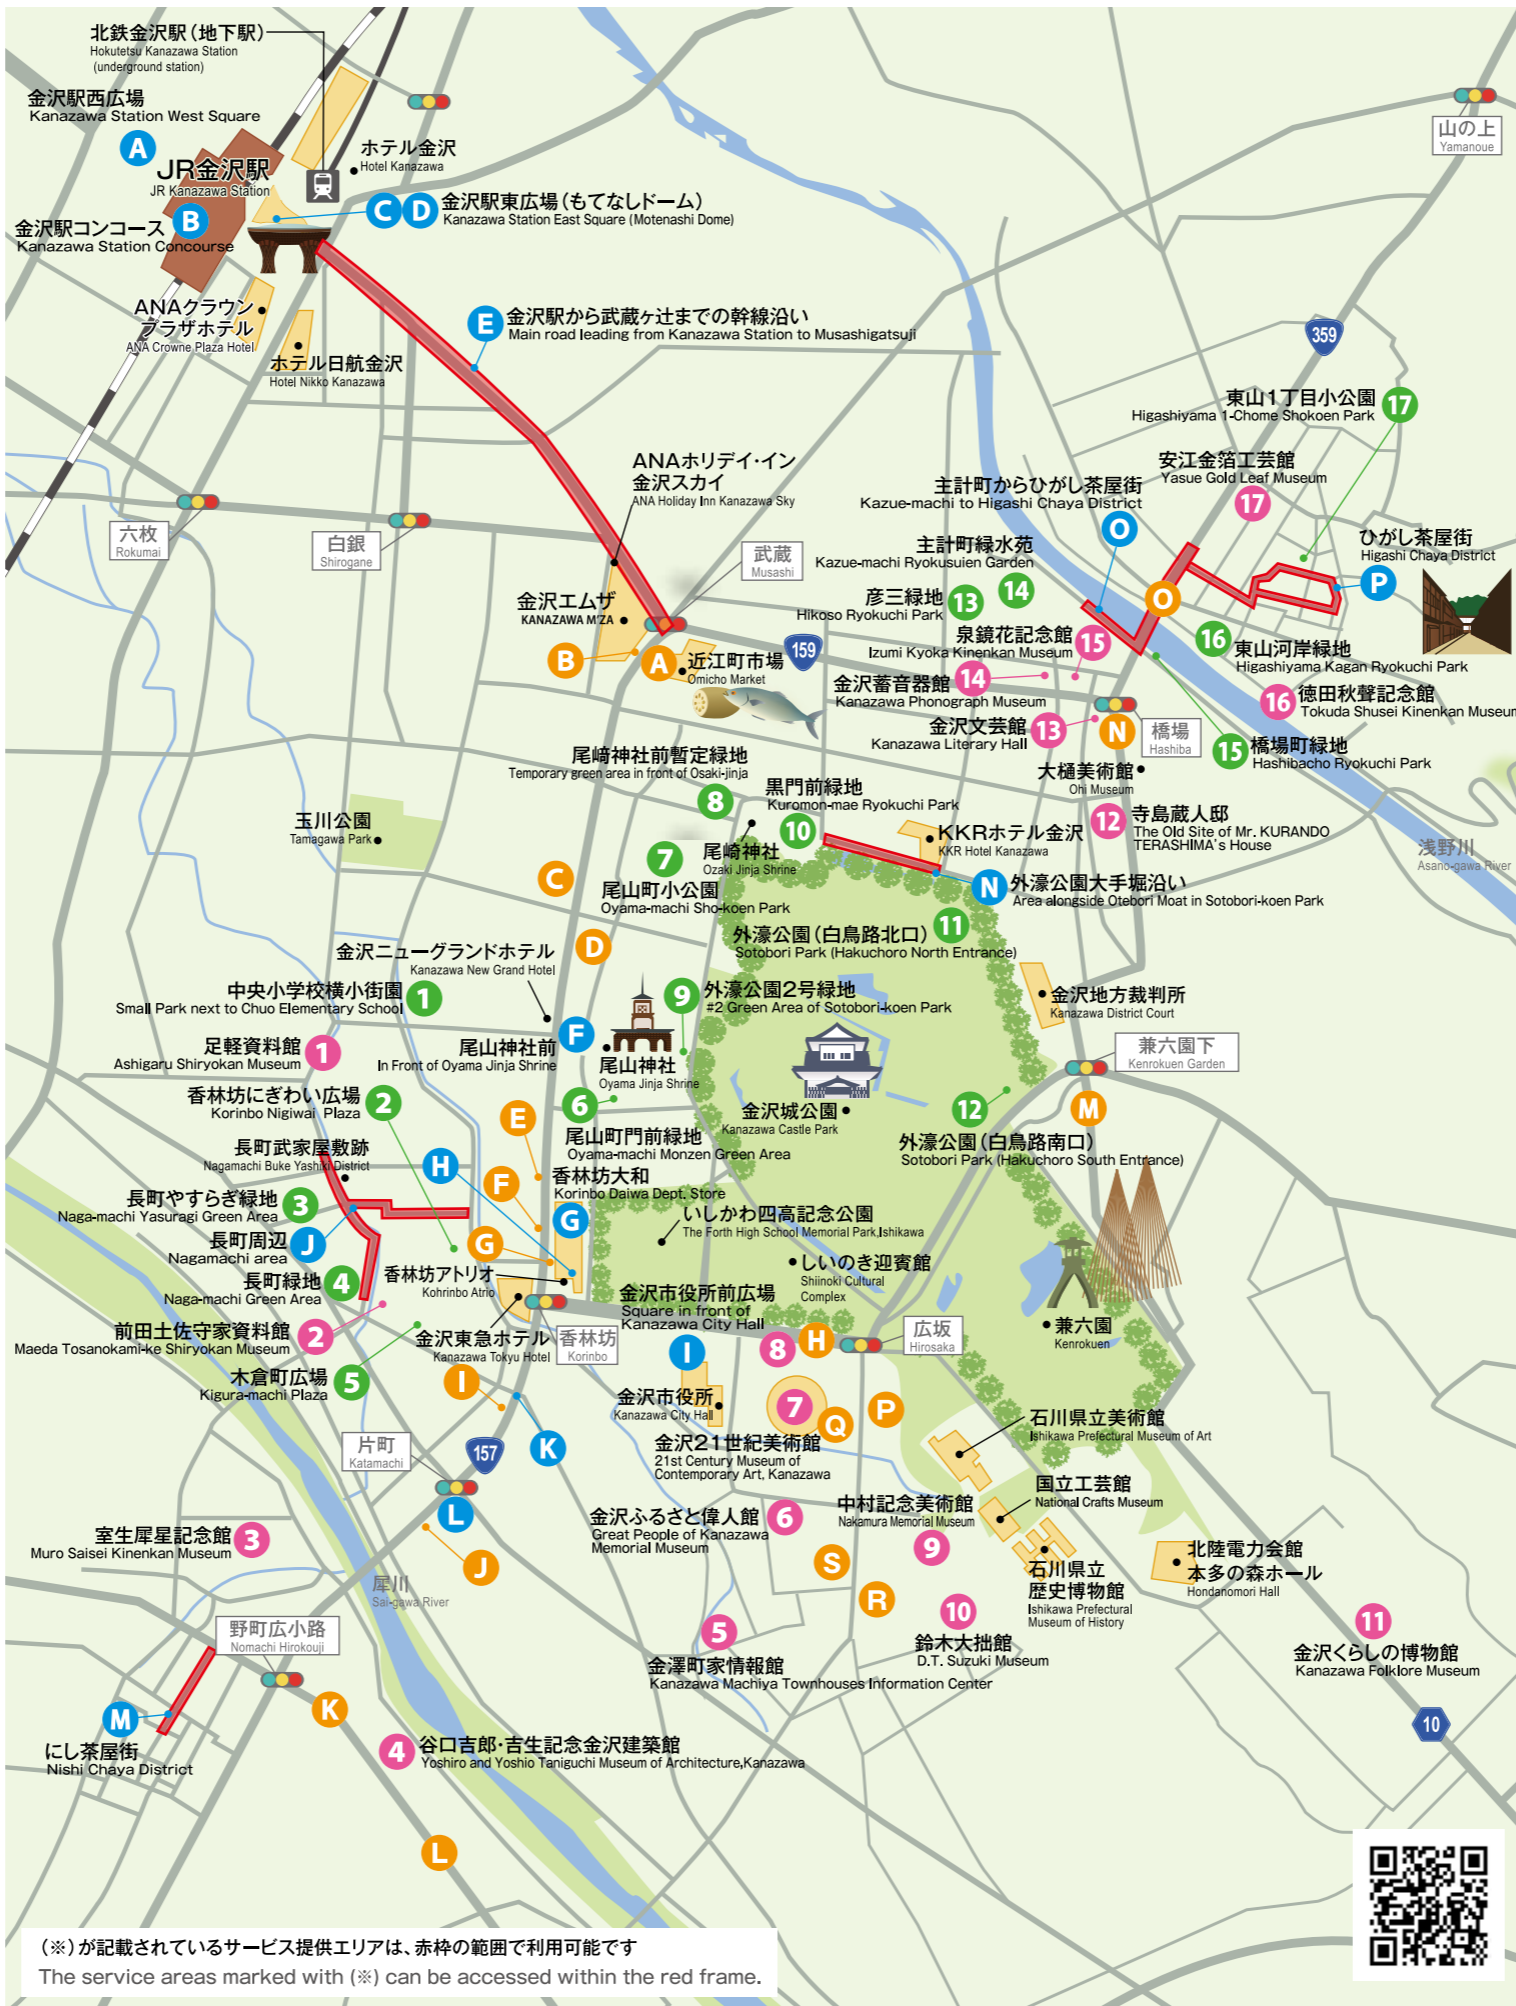 北鉄金沢駅(地下駅)
Hokutetsu Kanazawa Station
(underground station)
金沢駅西広場
Kanazawa Station West Square
A
JR金沢駅
JR Kanazawa Station
ホテル金沢
Hotel Kanazawa
B
金沢駅コンコース
Kanazawa Station Concourse
C D
金沢駅東広場(もてなしドーム)
Kanazawa Station East Square (Motenashi Dome)
山の上
Yamanoue
ANAクラウン
プラザホテル
ANA Crowne Plaza Hotel
ホテル日航金沢
Hotel Nikko Kanazawa
E
金沢駅から武蔵ヶ辻までの幹線沿い
Main road leading from Kanazawa Station to Musashigatsuji
359
東山1丁目小公園
Higashiyama 1-Chome Shokoen Park
17
安江金箔工芸館
Yasue Gold Leaf Museum
17
ANAホリデイ・イン
金沢スカイ
ANA Holiday Inn Kanazawa Sky
主計町からひがし茶屋街
Kazue-machi to Higashi Chaya District
O
六枚
Rokumai
白銀
Shirogane
武蔵
Musashi
主計町緑水苑
Kazue-machi Ryokusuien Garden
14
ひがし茶屋街
Higashi Chaya District
P
金沢エムザ
KANAZAWA M'ZA
彦三緑地
Hikoso Ryokuchi Park
13
O
B
A
近江町市場
Omicho Market
159
泉鏡花記念館
Izumi Kyoka Kinenkan Museum
15
16
東山河岸緑地
Higashiyama Kagan Ryokuchi Park
金沢蓄音器館
Kanazawa Phonograph Museum
14
16
徳田秋聲記念館
Tokuda Shusei Kinenkan Museum
金沢文芸館
Kanazawa Literary Hall
13
N
橋場
Hashiba
15
橋場町緑地
Hashibacho Ryokuchi Park
尾﨑神社前暫定緑地
Temporary green area in front of Osaki-jinja
8
大樋美術館
Ohi Museum
黒門前緑地
Kuromon-mae Ryokuchi Park
10
玉川公園
Tamagawa Park
12
寺島蔵人邸
The Old Site of Mr. KURANDO
TERASHIMA's House
KKRホテル金沢
KKR Hotel Kanazawa
浅野川
Asano-gawa River
7
尾崎神社
Ozaki Jinja Shrine
C
尾山町小公園
Oyama-machi Sho-koen Park
N
外濠公園大手堀沿い
Area alongside Otebori Moat in Sotobori-koen Park
D
外濠公園(白鳥路北口)
Sotobori Park (Hakuchoro North Entrance)
11
金沢ニューグランドホテル
Kanazawa New Grand Hotel
中央小学校横小街園
Small Park next to Chuo Elementary School
1
9
外濠公園2号緑地
#2 Green Area of Sotobori-koen Park
金沢地方裁判所
Kanazawa District Court
足軽資料館
Ashigaru Shiryokan Museum
1
尾山神社前
In Front of Oyama Jinja Shrine
F
尾山神社
Oyama Jinja Shrine
兼六園下
Kenrokuen Garden
香林坊にぎわい広場
Korinbo Nigiwai Plaza
2
6
尾山町門前緑地
Oyama-machi Monzen Green Area
金沢城公園
Kanazawa Castle Park
12
外濠公園(白鳥路南口)
Sotobori Park (Hakuchoro South Entrance)
M
E
長町武家屋敷跡
Nagamachi Buke Yashiki District
H
F
香林坊大和
Korinbo Daiwa Dept. Store
G
長町やすらぎ緑地
Naga-machi Yasuragi Green Area
3
いしかわ四高記念公園
The Forth High School Memorial Park,Ishikawa
長町周辺
Nagamachi area
J
G
しいのき迎賓館
Shiinoki Cultural
Complex
長町緑地
Naga-machi Green Area
4
香林坊アトリオ
Kohrinbo Atrio
金沢市役所前広場
Square in front of
Kanazawa City Hall
I
前田土佐守家資料館
Maeda Tosanokami-ke Shiryokan Museum
2
金沢東急ホテル
Kanazawa Tokyu Hotel
香林坊
Korinbo
8
H
広坂
Hirosaka
兼六園
Kenrokuen
木倉町広場
Kigura-machi Plaza
5
I
金沢市役所
Kanazawa City Hall
7
Q
P
K
片町
Katamachi
157
金沢21世紀美術館
21st Century Museum of
Contemporary Art, Kanazawa
石川県立美術館
Ishikawa Prefectural Museum of Art
L
金沢ふるさと偉人館
Great People of Kanazawa
Memorial Museum
6
中村記念美術館
Nakamura Memorial Museum
9
国立工芸館
National Crafts Museum
室生犀星記念館
Muro Saisei Kinenkan Museum
3
J
S
R
石川県立
歴史博物館
Ishikawa Prefectural
Museum of History
北陸電力会館
本多の森ホール
Hondanomori Hall
犀川
Sai-gawa River
野町広小路
Nomachi Hirokouji
5
金澤町家情報館
Kanazawa Machiya Townhouses Information Center
10
鈴木大拙館
D.T. Suzuki Museum
11
金沢くらしの博物館
Kanazawa Folklore Museum
M
にし茶屋街
Nishi Chaya District
K
4
谷口吉郎・吉生記念金沢建築館
Yoshiro and Yoshio Taniguchi Museum of Architecture,Kanazawa
10
L
(※)が記載されているサービス提供エリアは、赤枠の範囲で利用可能です
The service areas marked with (※) can be accessed within the red frame.